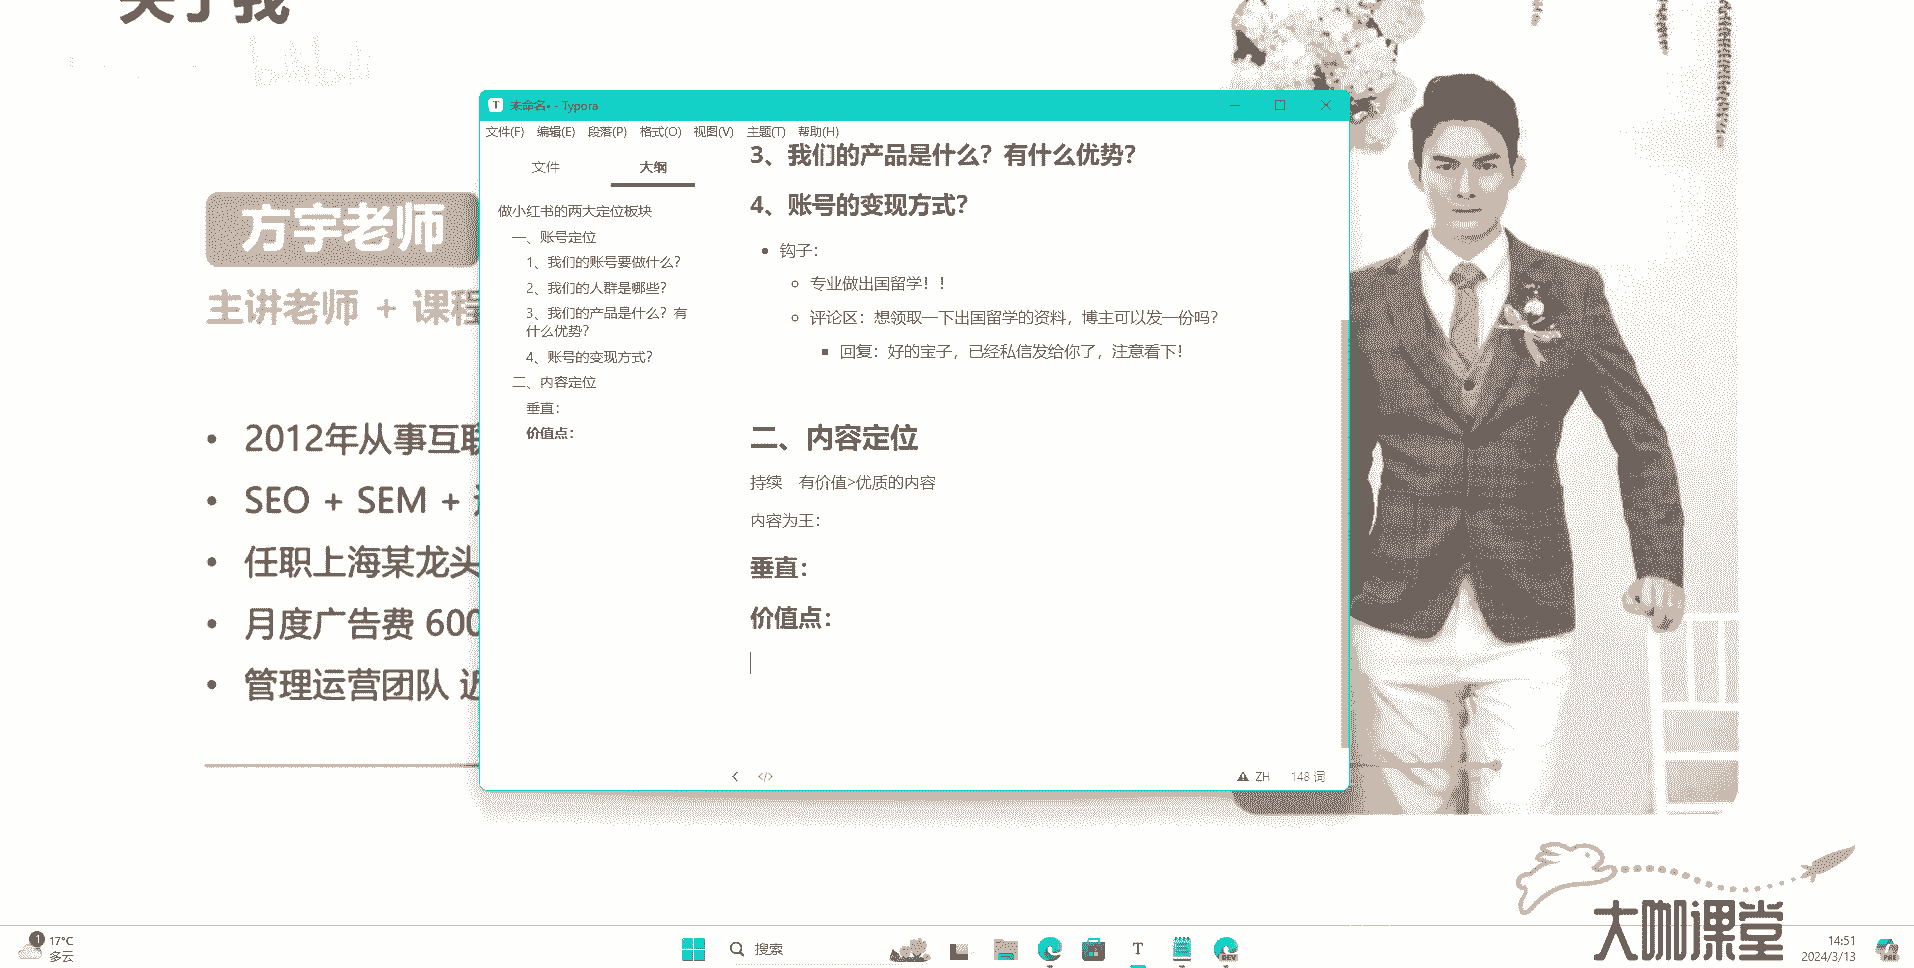 关于我
bilibili
方宇老师
主讲老师 + 课程
2012年从事互联
SEO + SEM +
任职上海某龙头
月度广告费 600
管理运营团队 近
未命名• - Typora
文件(F) 编辑(E) 段落(P) 格式(O) 视图(V) 主题(T) 帮助(H)
文件 大纲
做小红书的两大定位板块
一、账号定位
1、我们的账号要做什么？
2、我们的人群是哪些？
3、我们的产品是什么？有
什么优势？
4、账号的变现方式？
二、内容定位
垂直：
价值点：
3、我们的产品是什么？有什么优势？
4、账号的变现方式？
钩子：
专业做出国留学！！
评论区：想领取一下出国留学的资料，博主可以发一份吗？
回复：好的宝子，已经私信发给你了，注意看下！
二、内容定位
持续 有价值>优质的内容
内容为王：
垂直：
价值点：
</> ZH 148 词
大咖课堂
1 17°C
多云
搜索
T
DEV
14:51
2024/3/13
PRE